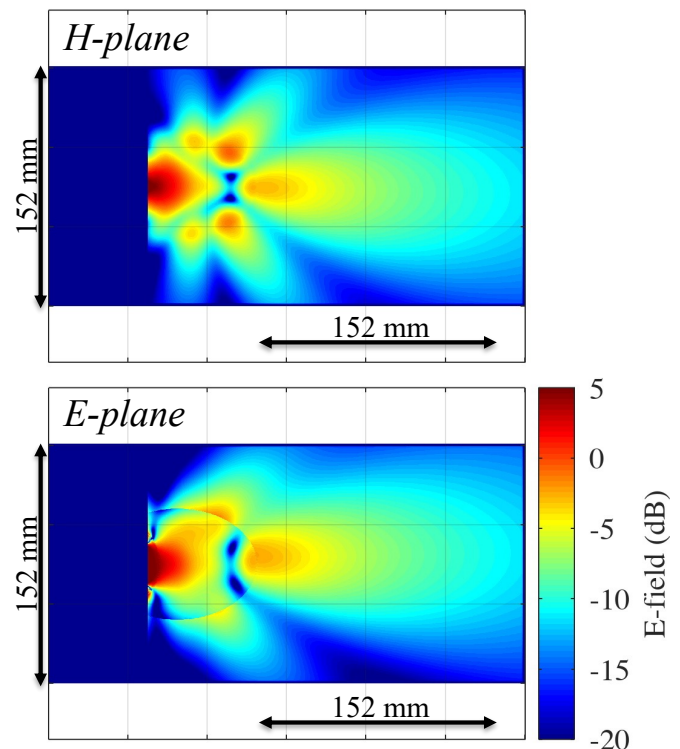 H-plane
152 mm
152 mm
E-plane
152 mm
152 mm
5
0
-5
-10
-15
-20
E-field (dB)